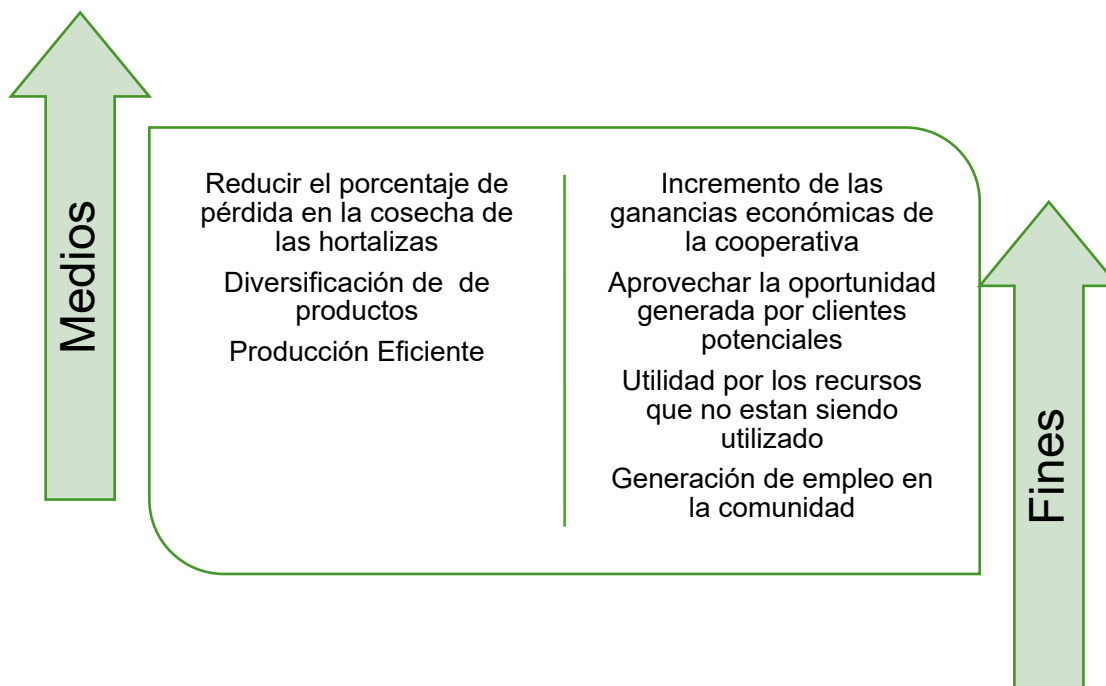 Medios
Reducir el porcentaje de
pérdida en la cosecha de
las hortalizas
Diversificación de  de
productos
Producción Eficiente
Incremento de las
ganancias económicas de
la cooperativa
Aprovechar la oportunidad
generada por clientes
potenciales
Utilidad por los recursos
que no estan siendo
utilizado
Generación de empleo en
la comunidad
Fines